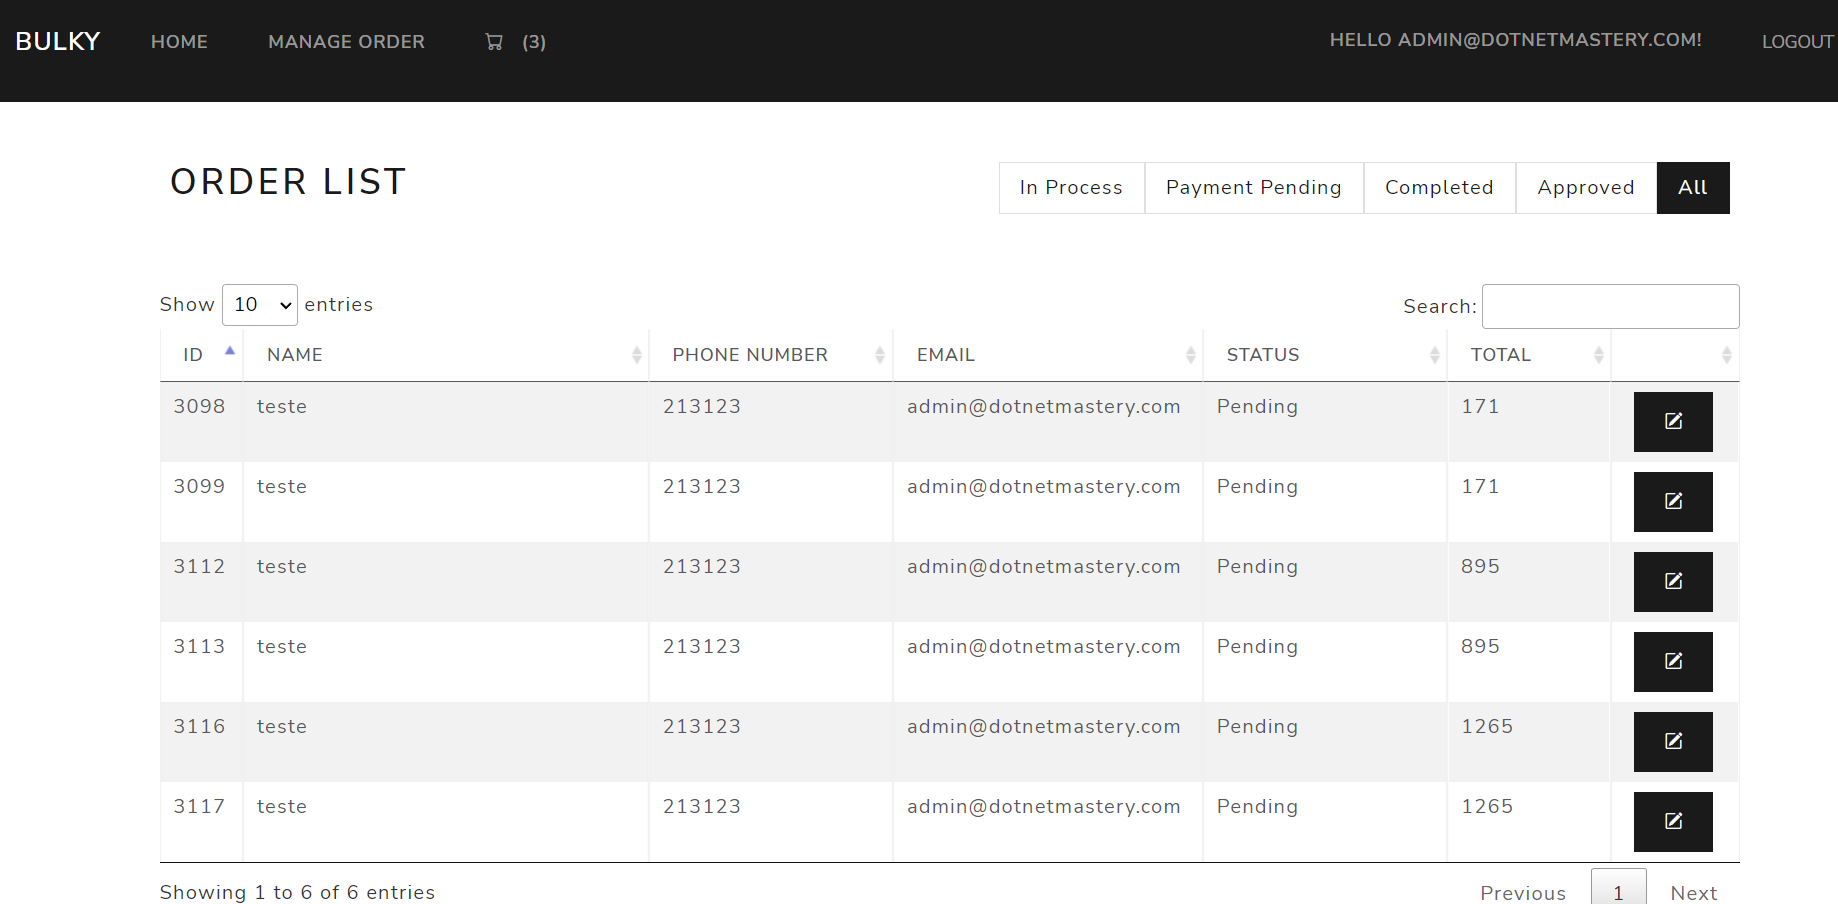 BULKY HOME MANAGE ORDER (3) HELLO ADMIN@DOTNETMASTERY.COM! LOGOUT
ORDER LIST In Process Payment Pending Completed Approved All
Show 10 entries Search:
ID NAME PHONE NUMBER EMAIL STATUS TOTAL
3098 teste 213123 admin@dotnetmastery.com Pending 171
3099 teste 213123 admin@dotnetmastery.com Pending 171
3112 teste 213123 admin@dotnetmastery.com Pending 895
3113 teste 213123 admin@dotnetmastery.com Pending 895
3116 teste 213123 admin@dotnetmastery.com Pending 1265
3117 teste 213123 admin@dotnetmastery.com Pending 1265
Showing 1 to 6 of 6 entries Previous 1 Next